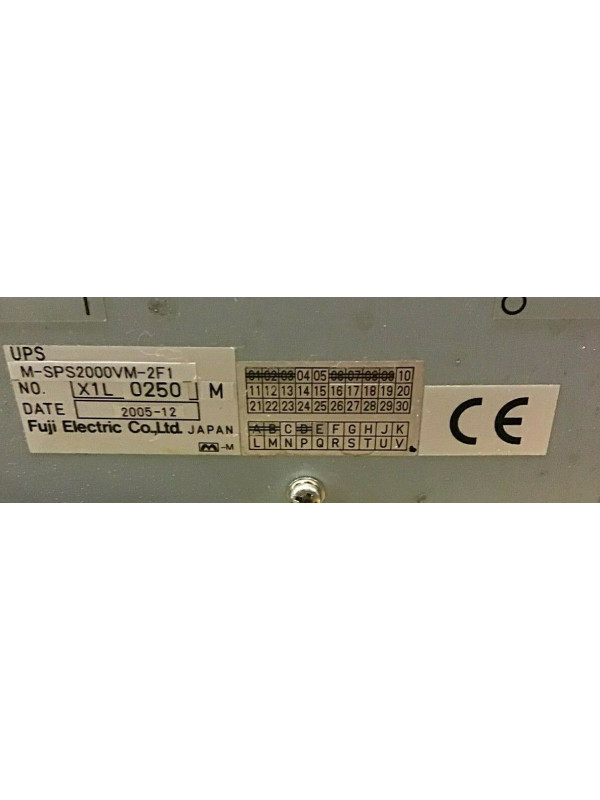 UPS
M-SPS2000VM-2F1
NO. X1L 0250 M
DATE 2005-12
Fuji Electric Co.,Ltd. JAPAN
-M
01 02 03 04 05 06 07 08 09 10
11 12 13 14 15 16 17 18 19 20
21 22 23 24 25 26 27 28 29 30
A B C D E F G H J K
L M N P Q R S T U V
CE